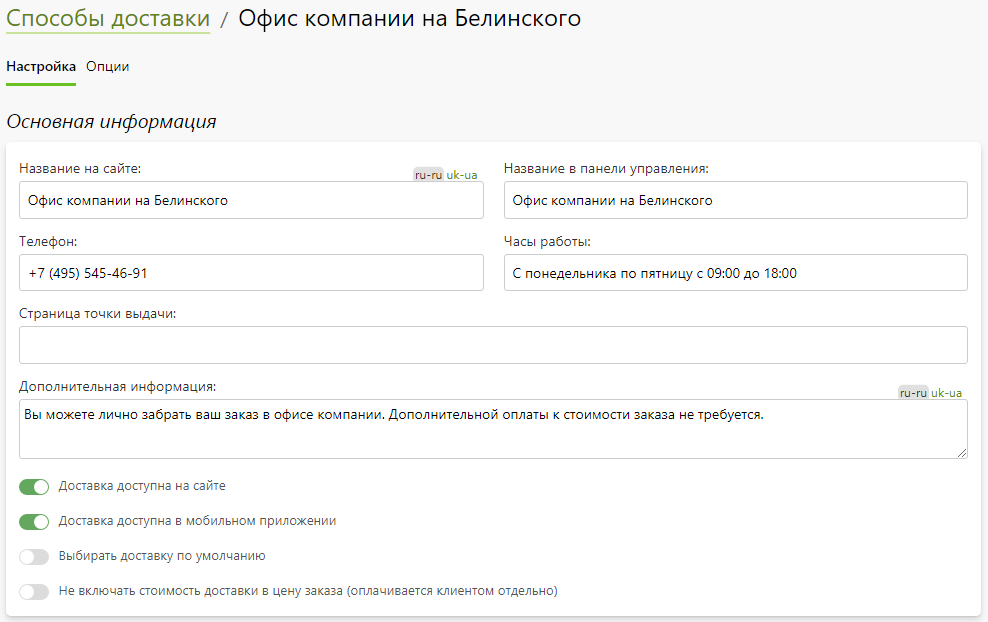 Способы доставки / Офис компании на Белинского
Настройка Опции
Основная информация
Название на сайте: ru-ru uk-ua
Название в панели управления:
Офис компании на Белинского
Офис компании на Белинского
Телефон:
Часы работы:
+7 (495) 545-46-91
С понедельника по пятницу с 09:00 до 18:00
Страница точки выдачи:
Дополнительная информация: ru-ru uk-ua
Вы можете лично забрать ваш заказ в офисе компании. Дополнительной оплаты к стоимости заказа не требуется.
Доставка доступна на сайте
Доставка доступна в мобильном приложении
Выбирать доставку по умолчанию
Не включать стоимость доставки в цену заказа (оплачивается клиентом отдельно)